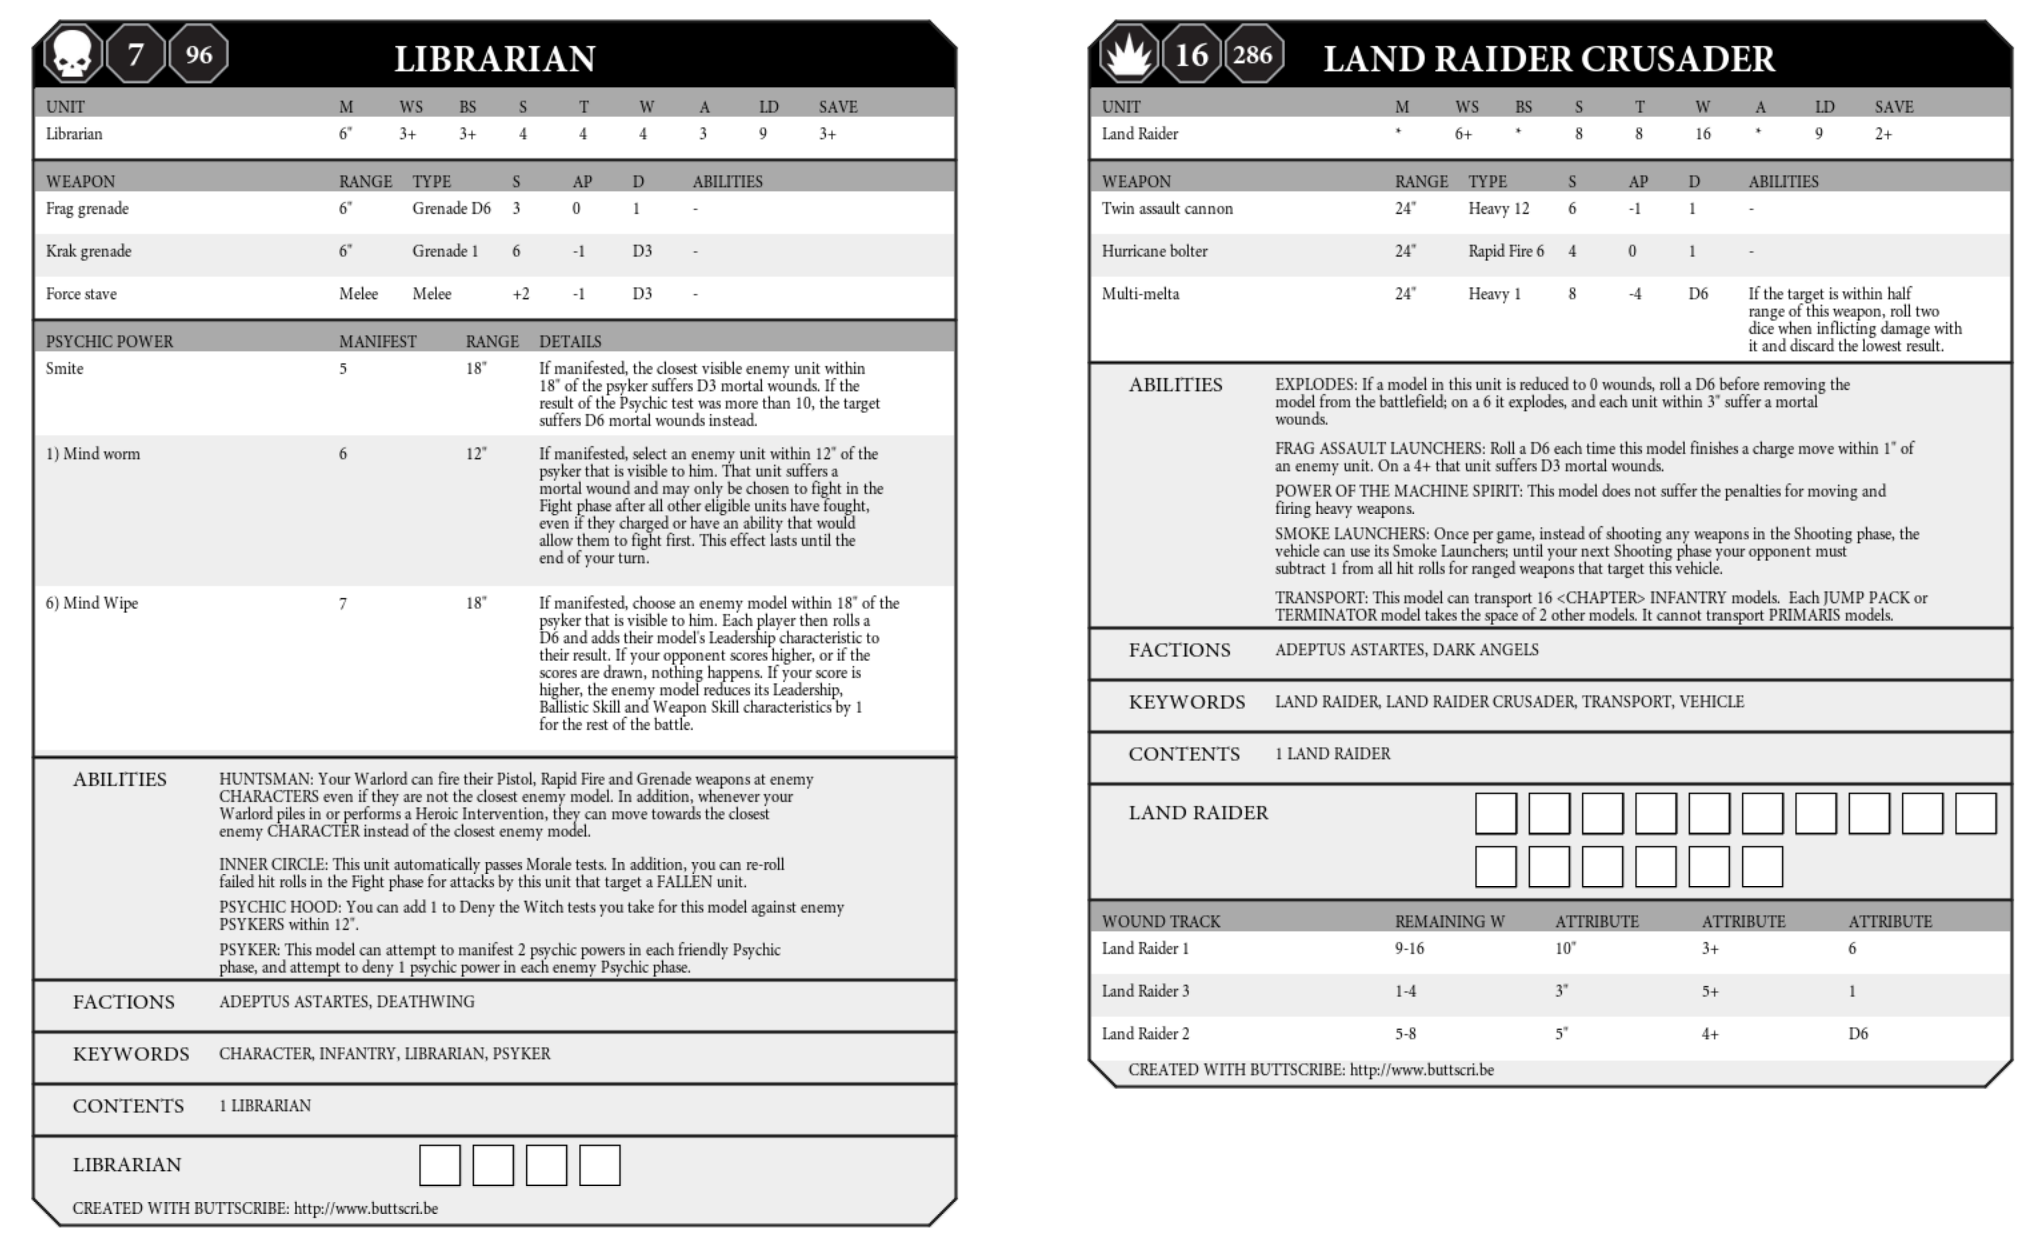 7 96 LIBRARIAN
UNIT M WS BS S T W A LD SAVE
Librarian 6" 3+ 3+ 4 4 4 3 9 3+
WEAPON RANGE TYPE S AP D ABILITIES
Frag grenade 6" Grenade D6 3 0 1 -
Krak grenade 6" Grenade 1 6 -1 D3 -
Force stave Melee Melee +2 -1 D3 -
PSYCHIC POWER MANIFEST RANGE DETAILS
Smite 5 18" If manifested, the closest visible enemy unit within
18" of the psyker suffers D3 mortal wounds. If the
result of the Psychic test was more than 10, the target
suffers D6 mortal wounds instead.
1) Mind worm 6 12" If manifested, select an enemy unit within 12" of the
psyker that is visible to him. That unit suffers a
mortal wound and may only be chosen to fight in the
Fight phase after all other eligible units have fought,
even if they charged or have an ability that would
allow them to fight first. This effect lasts until the
end of your turn.
6) Mind Wipe 7 18" If manifested, choose an enemy model within 18" of the
psyker that is visible to him. Each player then rolls a
D6 and adds their model's Leadership characteristic to
their result. If your opponent scores higher, or if the
scores are drawn, nothing happens. If your score is
higher, the enemy model reduces its Leadership,
Ballistic Skill and Weapon Skill characteristics by 1
for the rest of the battle.
ABILITIES HUNTSMAN: Your Warlord can fire their Pistol, Rapid Fire and Grenade weapons at enemy
CHARACTERS even if they are not the closest enemy model. In addition, whenever your
Warlord piles in or performs a Heroic Intervention, they can move towards the closest
enemy CHARACTER instead of the closest enemy model.
INNER CIRCLE: This unit automatically passes Morale tests. In addition, you can re-roll
failed hit rolls in the Fight phase for attacks by this unit that target a FALLEN unit.
PSYCHIC HOOD: You can add 1 to Deny the Witch tests you take for this model against enemy
PSYKERS within 12".
PSYKER: This model can attempt to manifest 2 psychic powers in each friendly Psychic
phase, and attempt to deny 1 psychic power in each enemy Psychic phase.
FACTIONS ADEPTUS ASTARTES, DEATHWING
KEYWORDS CHARACTER, INFANTRY, LIBRARIAN, PSYKER
CONTENTS 1 LIBRARIAN
LIBRARIAN
CREATED WITH BUTTSCRIBE: http://www.buttscri.be
16 286 LAND RAIDER CRUSADER
UNIT M WS BS S T W A LD SAVE
Land Raider * 6+ * 8 8 16 * 9 2+
WEAPON RANGE TYPE S AP D ABILITIES
Twin assault cannon 24" Heavy 12 6 -1 1 -
Hurricane bolter 24" Rapid Fire 6 4 0 1 -
Multi-melta 24" Heavy 1 8 -4 D6 If the target is within half
range of this weapon, roll two
dice when inflicting damage with
it and discard the lowest result.
ABILITIES EXPLODES: If a model in this unit is reduced to 0 wounds, roll a D6 before removing the
model from the battlefield; on a 6 it explodes, and each unit within 3" suffer a mortal
wounds.
FRAG ASSAULT LAUNCHERS: Roll a D6 each time this model finishes a charge move within 1" of
an enemy unit. On a 4+ that unit suffers D3 mortal wounds.
POWER OF THE MACHINE SPIRIT: This model does not suffer the penalties for moving and
firing heavy weapons.
SMOKE LAUNCHERS: Once per game, instead of shooting any weapons in the Shooting phase, the
vehicle can use its Smoke Launchers; until your next Shooting phase your opponent must
subtract 1 from all hit rolls for ranged weapons that target this vehicle.
TRANSPORT: This model can transport 16 <CHAPTER> INFANTRY models. Each JUMP PACK or
TERMINATOR model takes the space of 2 other models. It cannot transport PRIMARIS models.
FACTIONS ADEPTUS ASTARTES, DARK ANGELS
KEYWORDS LAND RAIDER, LAND RAIDER CRUSADER, TRANSPORT, VEHICLE
CONTENTS 1 LAND RAIDER
LAND RAIDER
WOUND TRACK REMAINING W ATTRIBUTE ATTRIBUTE ATTRIBUTE
Land Raider 1 9-16 10" 3+ 6
Land Raider 3 1-4 3" 5+ 1
Land Raider 2 5-8 5" 4+ D6
CREATED WITH BUTTSCRIBE: http://www.buttscri.be